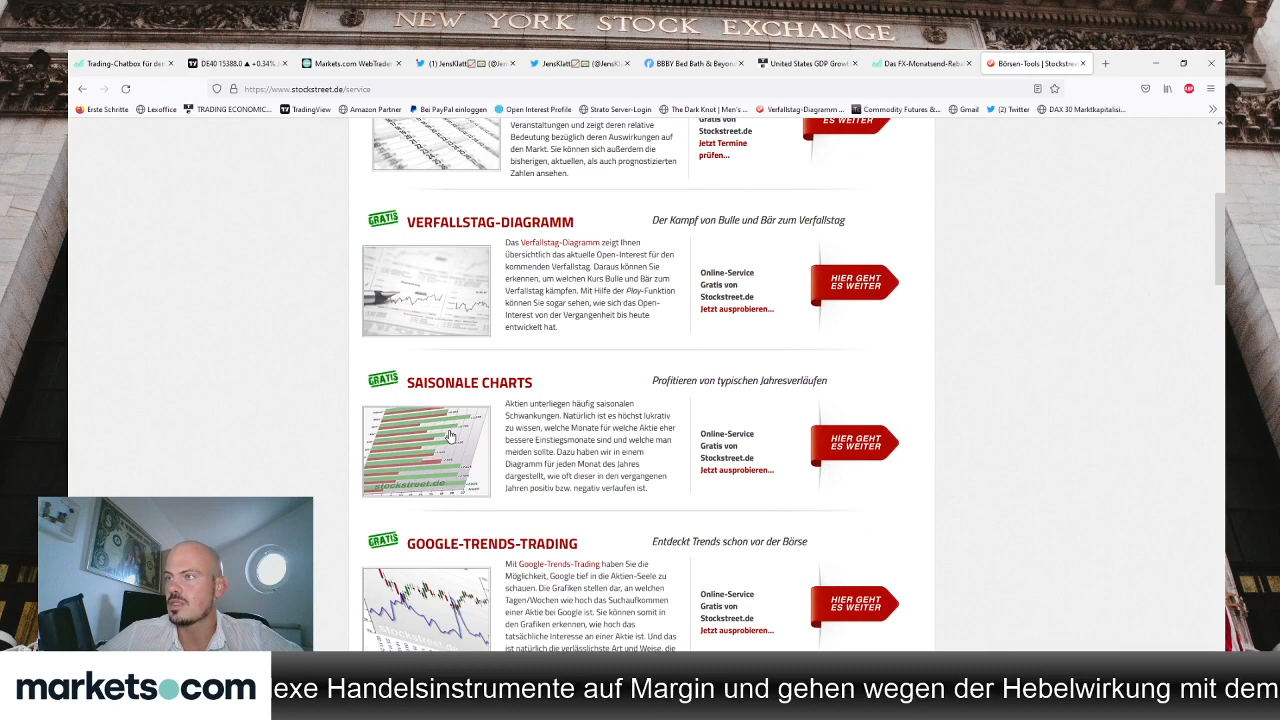 NEW YORK STOCK EXCHANGE
Trading-Chatbox für den
DE40 15388.0 ▲ +0.34%
Markets.com WebTrader
(1) JensKlatt
(@Jen
JensKlatt
(@JensKl
BBBY Bed Bath & Beyon
United States GDP Growt
Das FX-Monatsend-Reba
Börsen-Tools | Stockstree
https://www.stockstreet.de/service
Erste Schritte
Lexoffice
TRADING ECONOMIC...
TradingView
Amazon Partner
Bei PayPal einloggen
Open Interest Profile
Strato Server-Login
The Dark Knot | Men's ...
Verfallstag-Diagramm ...
Commodity Futures &...
Gmail
(2) Twitter
DAX 30 Marktkapitalisi...
Veranstaltungen und zeigt deren relative
Bedeutung bezüglich deren Auswirkungen auf
den Markt. Sie können sich außerdem die
bisherigen, aktuellen, als auch prognostizierten
Zahlen ansehen.
Gratis von
Stockstreet.de
Jetzt Termine
prüfen...
ES WEITER
GRATIS
VERFALLSTAG-DIAGRAMM
Der Kampf von Bulle und Bär zum Verfallstag
Das Verfallstag-Diagramm zeigt Ihnen
übersichtlich das aktuelle Open-Interest für den
kommenden Verfallstag. Daraus können Sie
erkennen, um welchen Kurs Bulle und Bär zum
Verfallstag kämpfen. Mit Hilfe der Play-Funktion
können Sie sogar sehen, wie sich das Open-
Interest von der Vergangenheit bis heute
entwickelt hat.
Online-Service
Gratis von
Stockstreet.de
Jetzt ausprobieren...
HIER GEHT
ES WEITER
GRATIS
SAISONALE CHARTS
Profitieren von typischen Jahresverläufen
stockstreet.de
Aktien unterliegen häufig saisonalen
Schwankungen. Natürlich ist es höchst lukrativ
zu wissen, welche Monate für welche Aktie eher
bessere Einstiegsmonate sind und welche man
meiden sollte. Dazu haben wir in einem
Diagramm für jeden Monat des Jahres
dargestellt, wie oft dieser in den vergangenen
Jahren positiv bzw. negativ verlaufen ist.
Online-Service
Gratis von
Stockstreet.de
Jetzt ausprobieren...
HIER GEHT
ES WEITER
GRATIS
GOOGLE-TRENDS-TRADING
Entdeckt Trends schon vor der Börse
stockstreet.de
Mit Google-Trends-Trading haben Sie die
Möglichkeit, Google tief in die Aktien-Seele zu
schauen. Die Grafiken stellen dar, an welchen
Tagen/Wochen wie hoch das Suchaufkommen
einer Aktie bei Google ist. Sie können somit in
den Grafiken erkennen, wie hoch das
tatsächliche Interesse an einer Aktie ist. Und das
ist natürlich die verlässlichste Art und Weise, die
Online-Service
Gratis von
Stockstreet.de
Jetzt ausprobieren...
HIER GEHT
ES WEITER
markets.com
exe Handelsinstrumente auf Margin und gehen wegen der Hebelwirkung mit dem